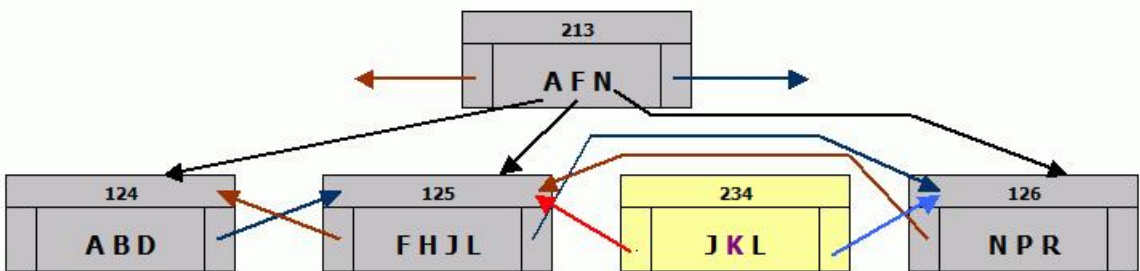 213
A F N
124 125 234 126
A B D F H J L J K L N P R